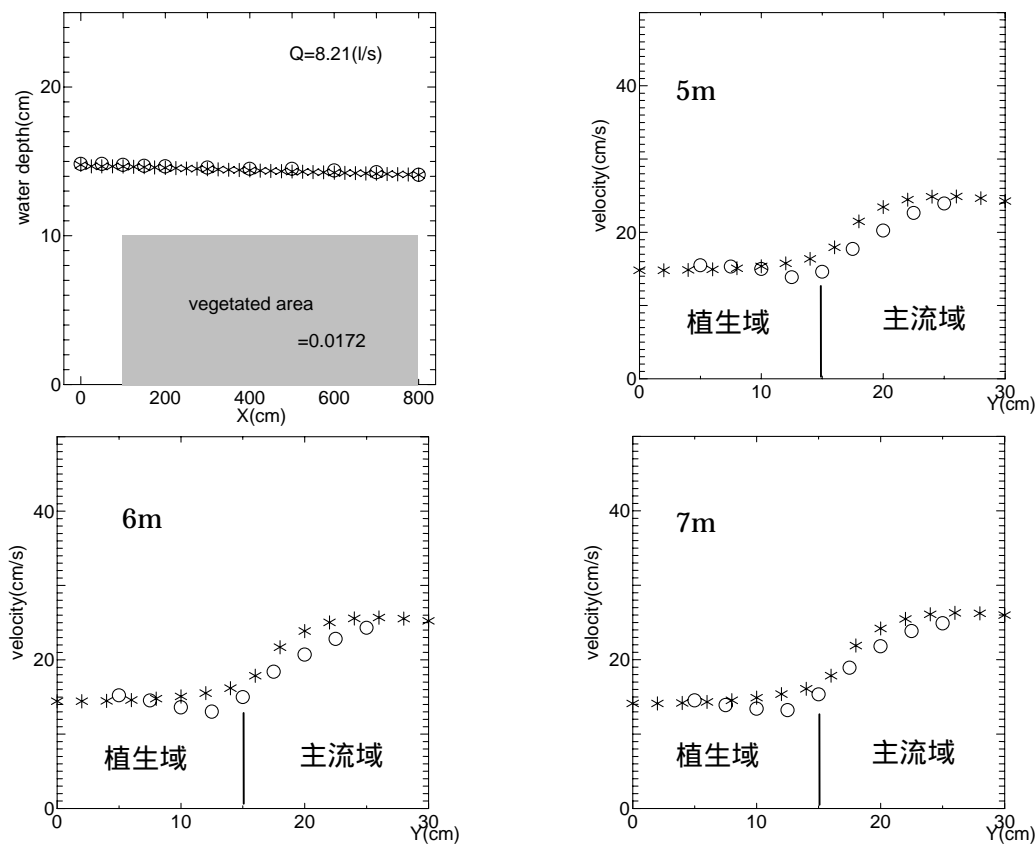 Q=8.21(l/s)
water depth(cm)
20
10
0
vegetated area
=0.0172
0 200 400 600 800
X(cm)
5m
velocity(cm/s)
40
20
0
植生域 主流域
0 10 20 30
Y(cm)
6m
velocity(cm/s)
40
20
0
植生域 主流域
0 10 20 30
Y(cm)
7m
velocity(cm/s)
40
20
0
植生域 主流域
0 10 20 30
Y(cm)